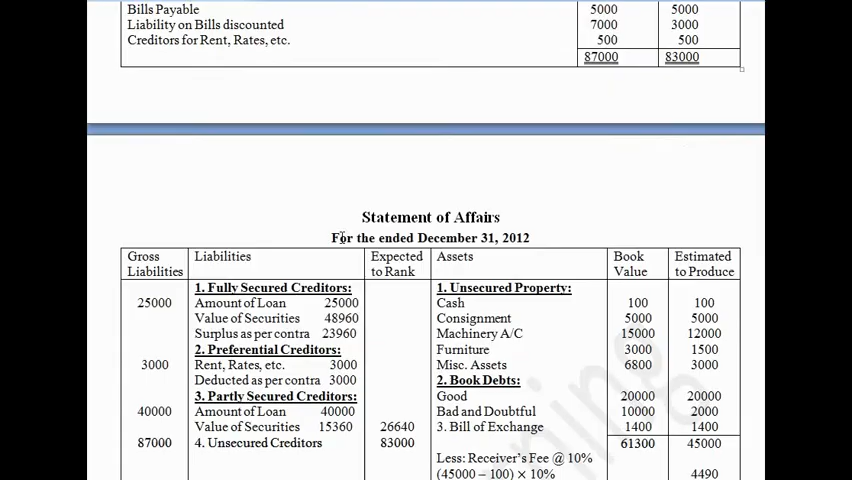 Bills Payable 5000 5000
Liability on Bills discounted 7000 3000
Creditors for Rent, Rates, etc. 500 500
87000 83000
Statement of Affairs
For the ended December 31, 2012
Gross Liabilities Liabilities Expected to Rank Assets Book Value Estimated to Produce
1. Fully Secured Creditors: 1. Unsecured Property:
25000 Amount of Loan 25000 Cash 100 100
Value of Securities 48960 Consignment 5000 5000
Surplus as per contra 23960 Machinery A/C 15000 12000
2. Preferential Creditors: Furniture 3000 1500
3000 Rent, Rates, etc. 3000 Misc. Assets 6800 3000
Deducted as per contra 3000 2. Book Debts:
3. Partly Secured Creditors: Good 20000 20000
40000 Amount of Loan 40000 Bad and Doubtful 10000 2000
Value of Securities 15360 26640 3. Bill of Exchange 1400 1400
87000 4. Unsecured Creditors 83000 61300 45000
Less: Receiver's Fee @ 10%
(45000 – 100) × 10% 4490